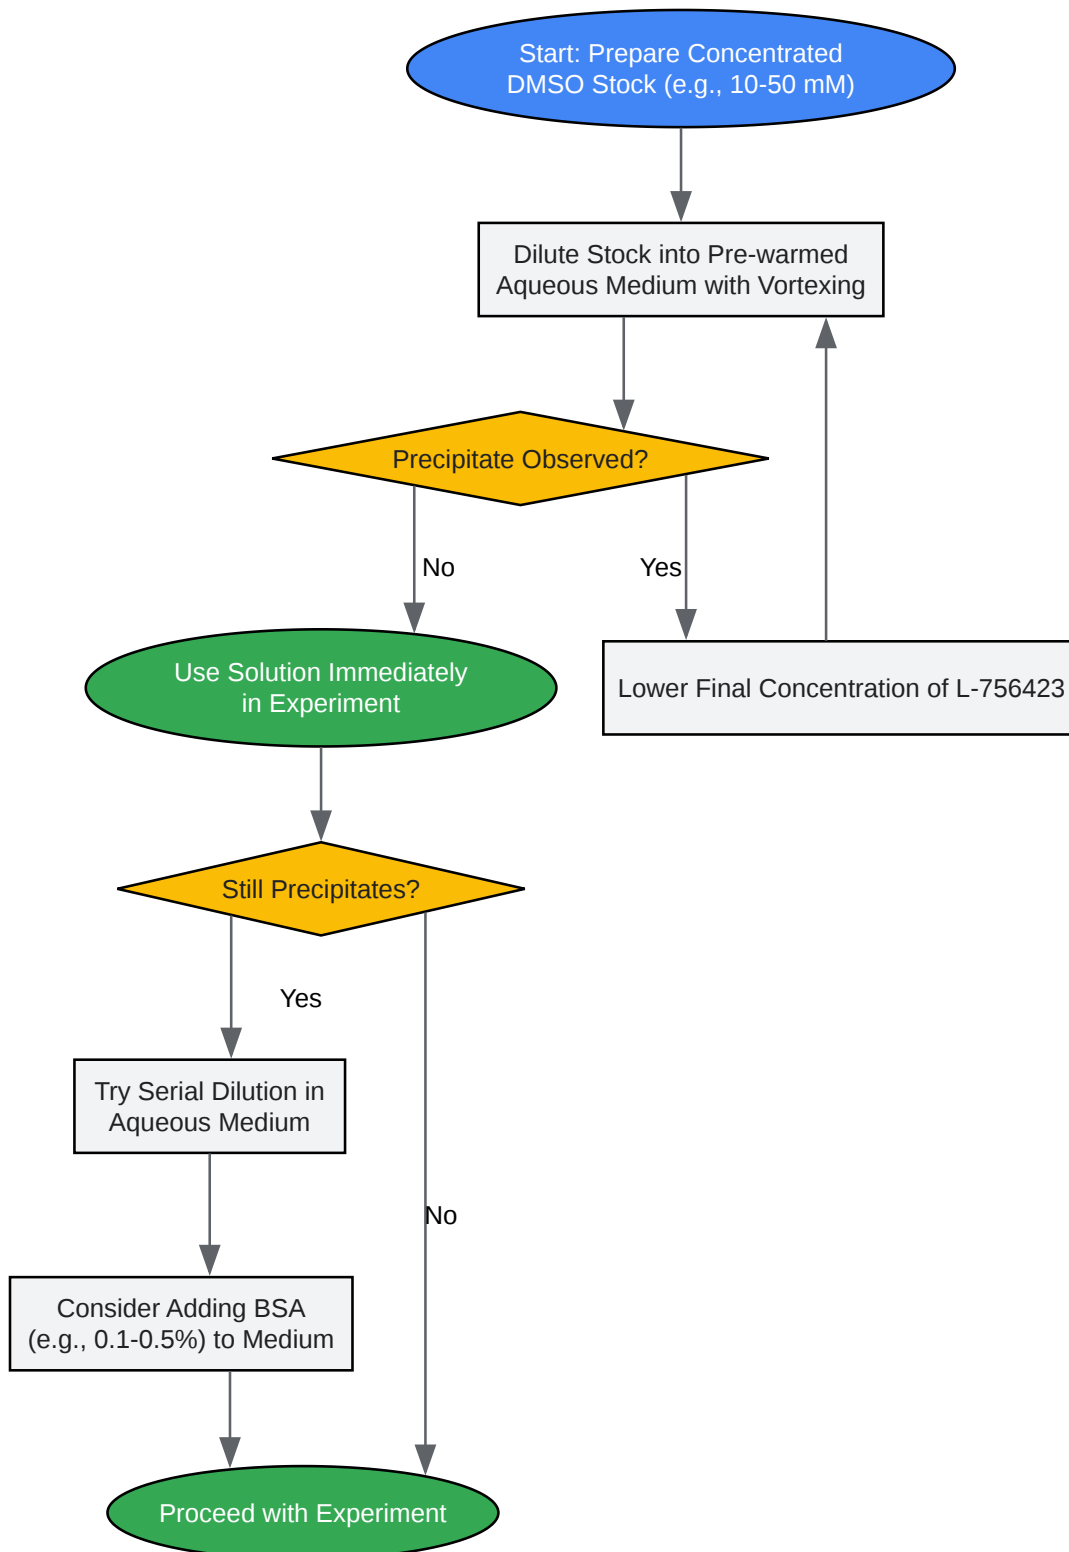 Start: Prepare Concentrated
DMSO Stock (e.g., 10-50 mM)
Dilute Stock into Pre-warmed
Aqueous Medium with Vortexing
Precipitate Observed?
No
Yes
Use Solution Immediately
in Experiment
Lower Final Concentration of L-756423
Still Precipitates?
Yes
Try Serial Dilution in
Aqueous Medium
No
Consider Adding BSA
(e.g., 0.1-0.5%) to Medium
Proceed with Experiment